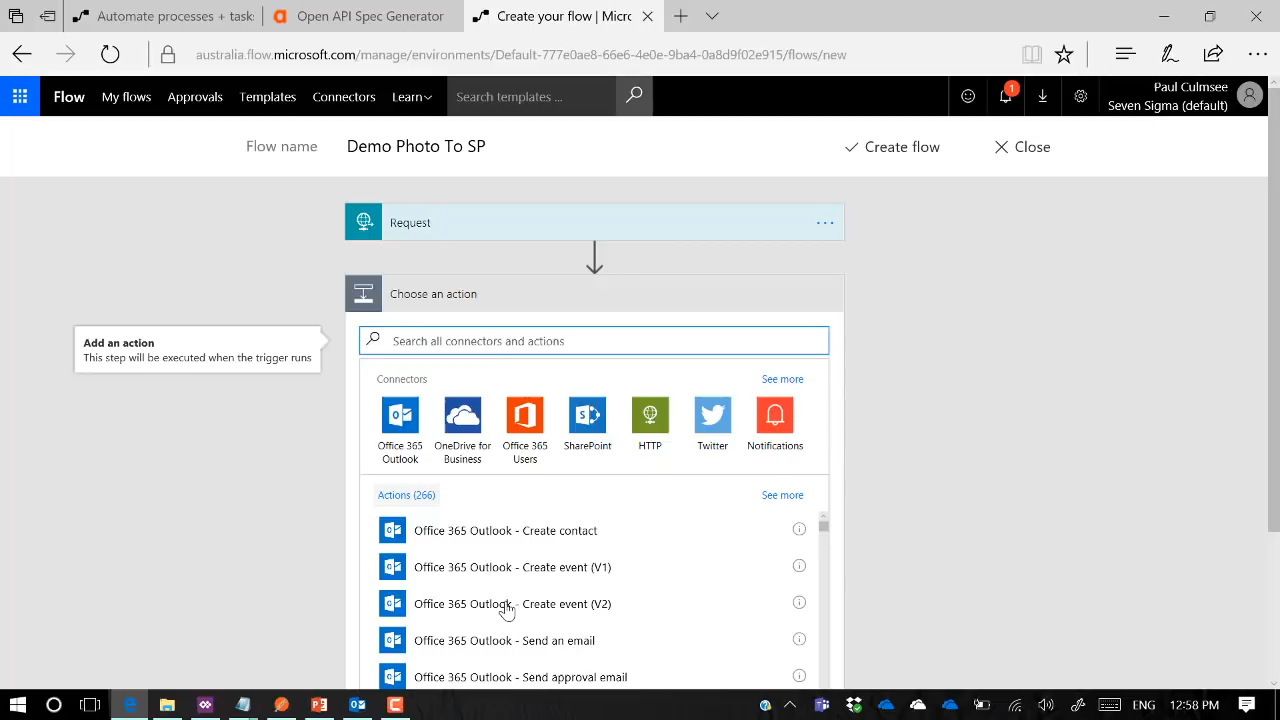 Automate processes + task
Open API Spec Generator
Create your flow | Micro
australia.flow.microsoft.com/manage/environments/Default-777e0ae8-66e6-4e0e-9ba4-0a8d9f02e915/flows/new
Flow
My flows
Approvals
Templates
Connectors
Learn
Search templates ...
1
Paul Culmsee
Seven Sigma (default)
Flow name
Demo Photo To SP
Create flow
Close
Request
Choose an action
Add an action
This step will be executed when the trigger runs
Search all connectors and actions
Connectors
See more
Office 365 Outlook
OneDrive for Business
Office 365 Users
SharePoint
HTTP
Twitter
Notifications
Actions (266)
See more
Office 365 Outlook - Create contact
Office 365 Outlook - Create event (V1)
Office 365 Outlook - Create event (V2)
Office 365 Outlook - Send an email
Office 365 Outlook - Send approval email
ENG
12:58 PM